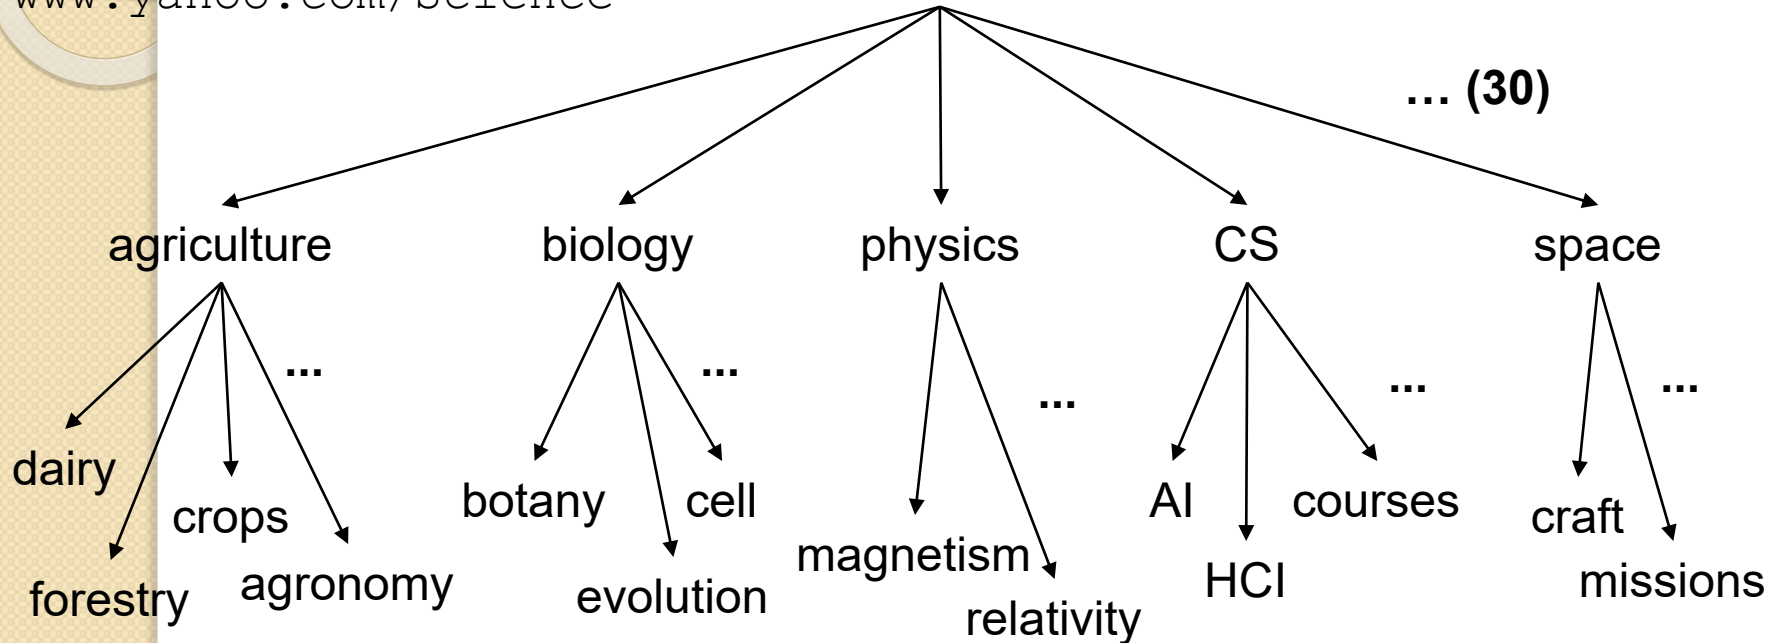 www.yahoo.com/Science
... (30)
agriculture biology physics CS space
... ... ... ... ...
dairy botany cell AI courses craft
crops magnetism HCI missions
forestry agronomy evolution relativity